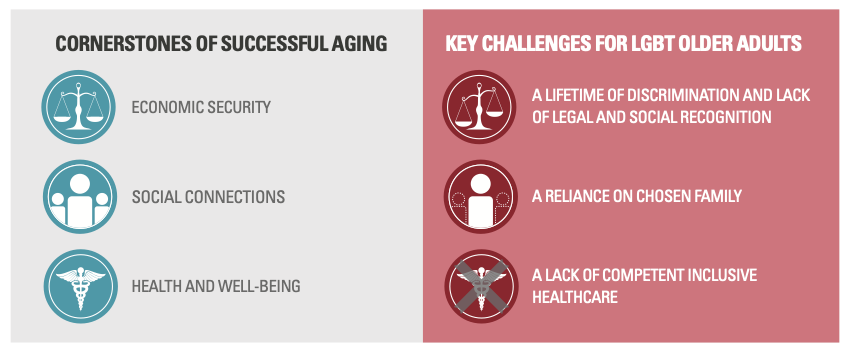 CORNERSTONES OF SUCCESSFUL AGING
ECONOMIC SECURITY
SOCIAL CONNECTIONS
HEALTH AND WELL-BEING
KEY CHALLENGES FOR LGBT OLDER ADULTS
A LIFETIME OF DISCRIMINATION AND LACK
OF LEGAL AND SOCIAL RECOGNITION
A RELIANCE ON CHOSEN FAMILY
A LACK OF COMPETENT INCLUSIVE
HEALTHCARE